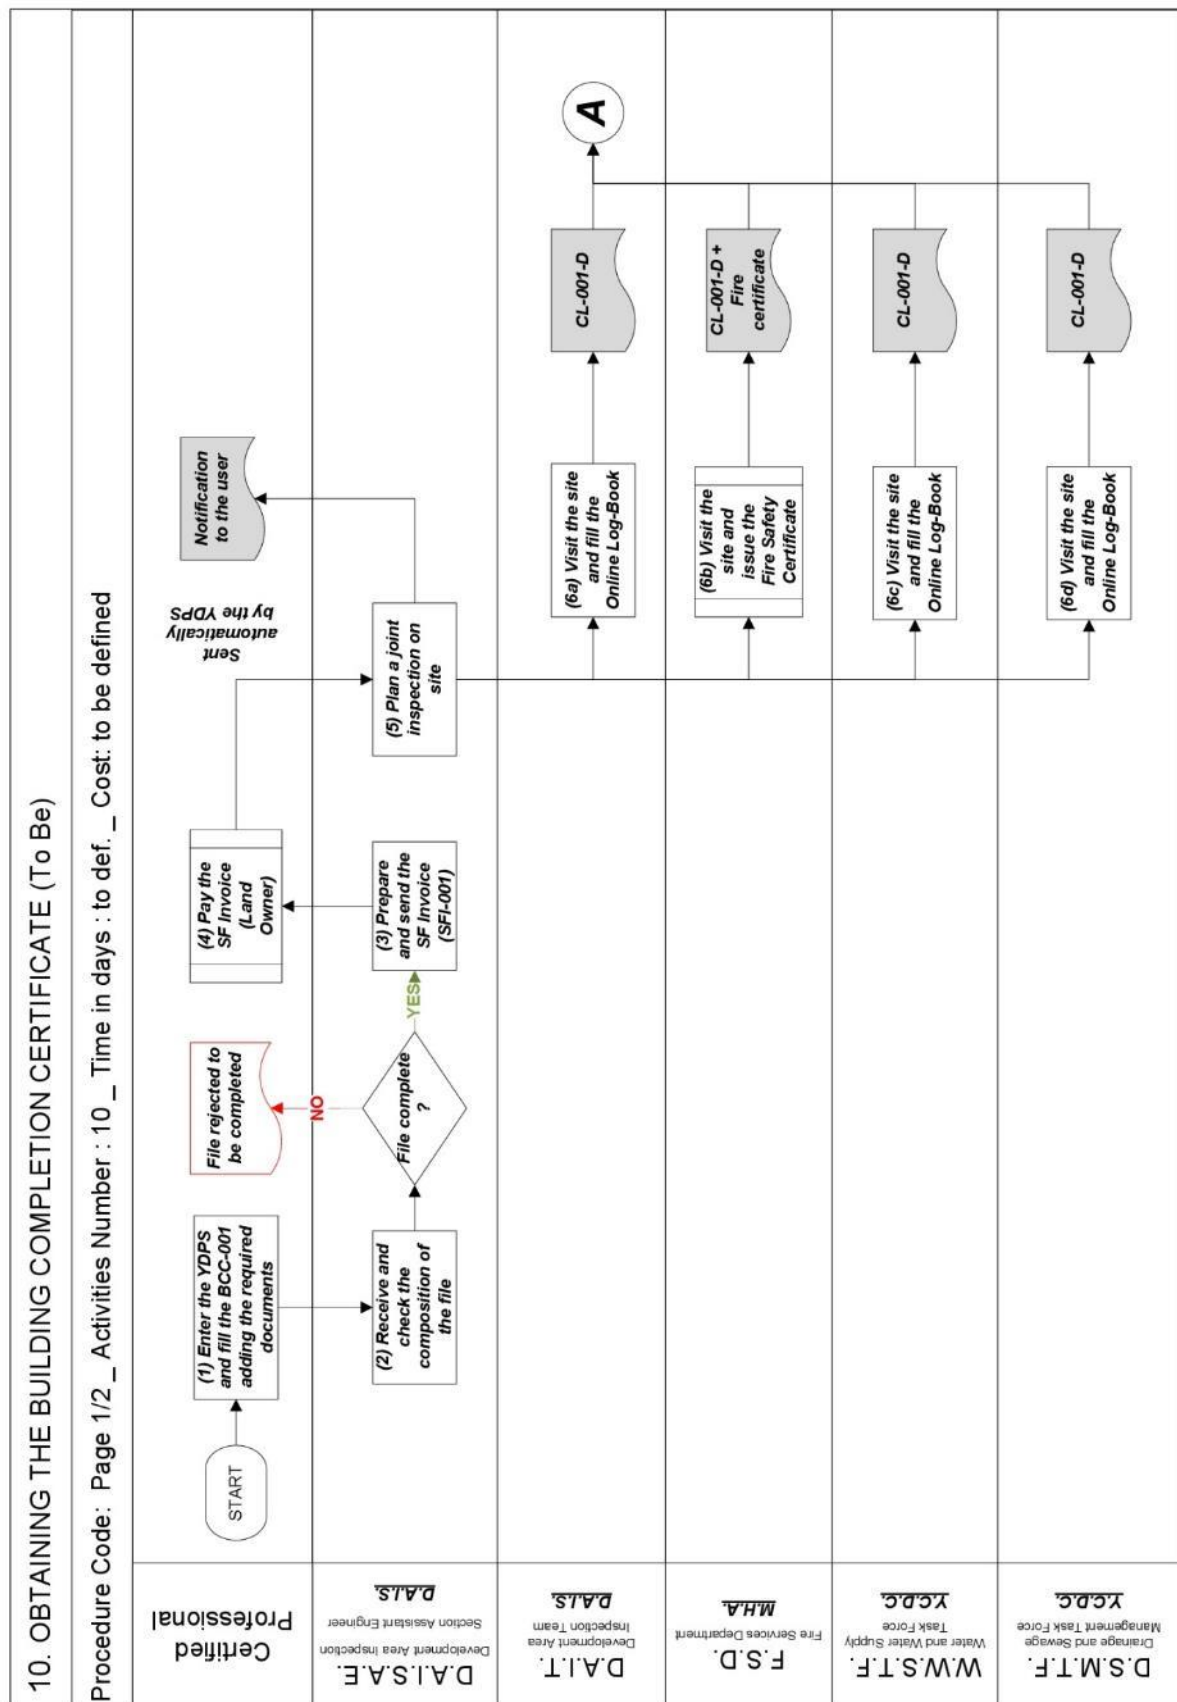 10. OBTAINING THE BUILDING COMPLETION CERTIFICATE (To Be)
Procedure Code: Page 1/2 _ Activities Number : 10 _ Time in days : to def. _ Cost: to be defined
Certified
Professional
START
(1) Enter the YDPS
and fill the BCC-001
adding the required
documents
File rejected to
be completed
(4) Pay the
SF Invoice
(Land
Owner)
Sent
automatically
by the YDPS
Notification
to the user
D.A.I.S.A.E.
Development Area Inspection
Section Assistant Engineer
D.A.I.S.
(2) Receive and
check the
composition of
the file
File complete
?
NO
YES
(3) Prepare
and send the
SF Invoice
(SFI-001)
(5) Plan a joint
inspection on
site
D.A.I.T.
Development Area
Inspection Team
D.A.I.S.
(6a) Visit the site
and fill the
Online Log-Book
CL-001-D
A
F.S.D.
Fire Services Department
M.H.A.
(6b) Visit the
site and
issue the
Fire Safety
Certificate
CL-001-D +
Fire
certificate
W.W.S.T.F.
Water and Water Supply
Task Force
Y.C.D.C.
(6c) Visit the site
and fill the
Online Log-Book
CL-001-D
D.S.M.T.F.
Drainage and Sewage
Management Task Force
Y.C.D.C.
(6d) Visit the site
and fill the
Online Log-Book
CL-001-D